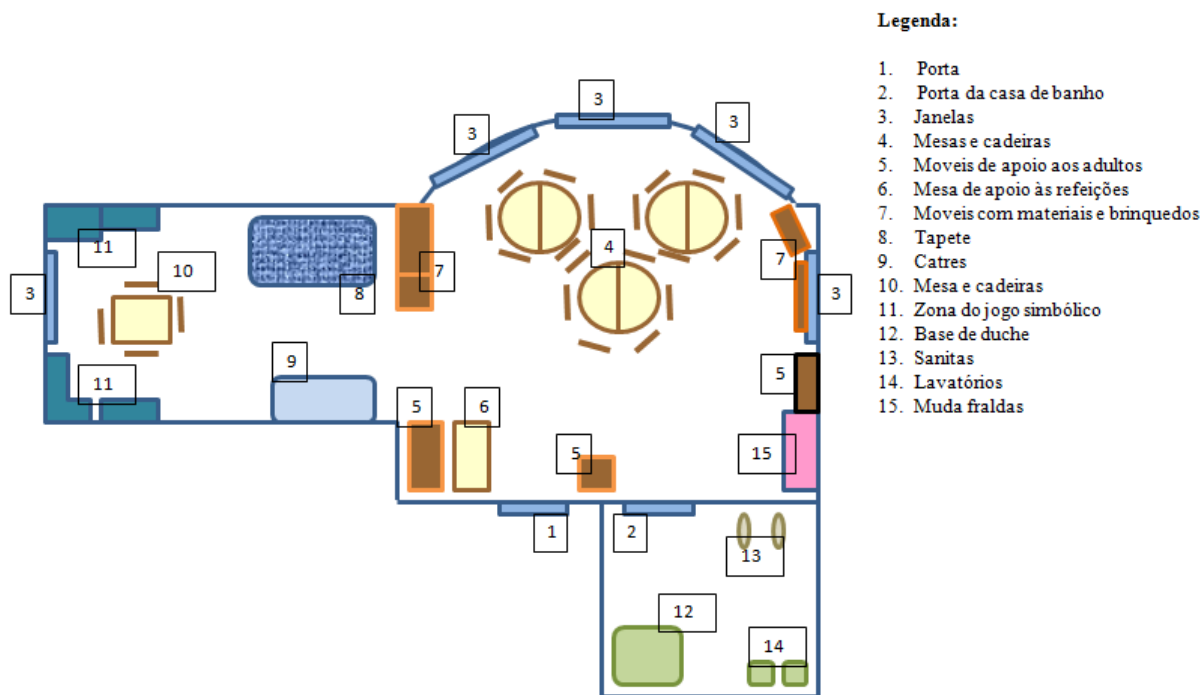 Legenda:
1. Porta
2. Porta da casa de banho
3. Janelas
4. Mesas e cadeiras
5. Moveis de apoio aos adultos
6. Mesa de apoio às refeições
7. Moveis com materiais e brinquedos
8. Tapete
9. Catres
10. Mesa e cadeiras
11. Zona do jogo simbólico
12. Base de duche
13. Sanitas
14. Lavatórios
15. Muda fraldas
3
3
3
11
10
4
7
8
7
3
3
9
11
5
6
5
5
15
1
2
13
12
14